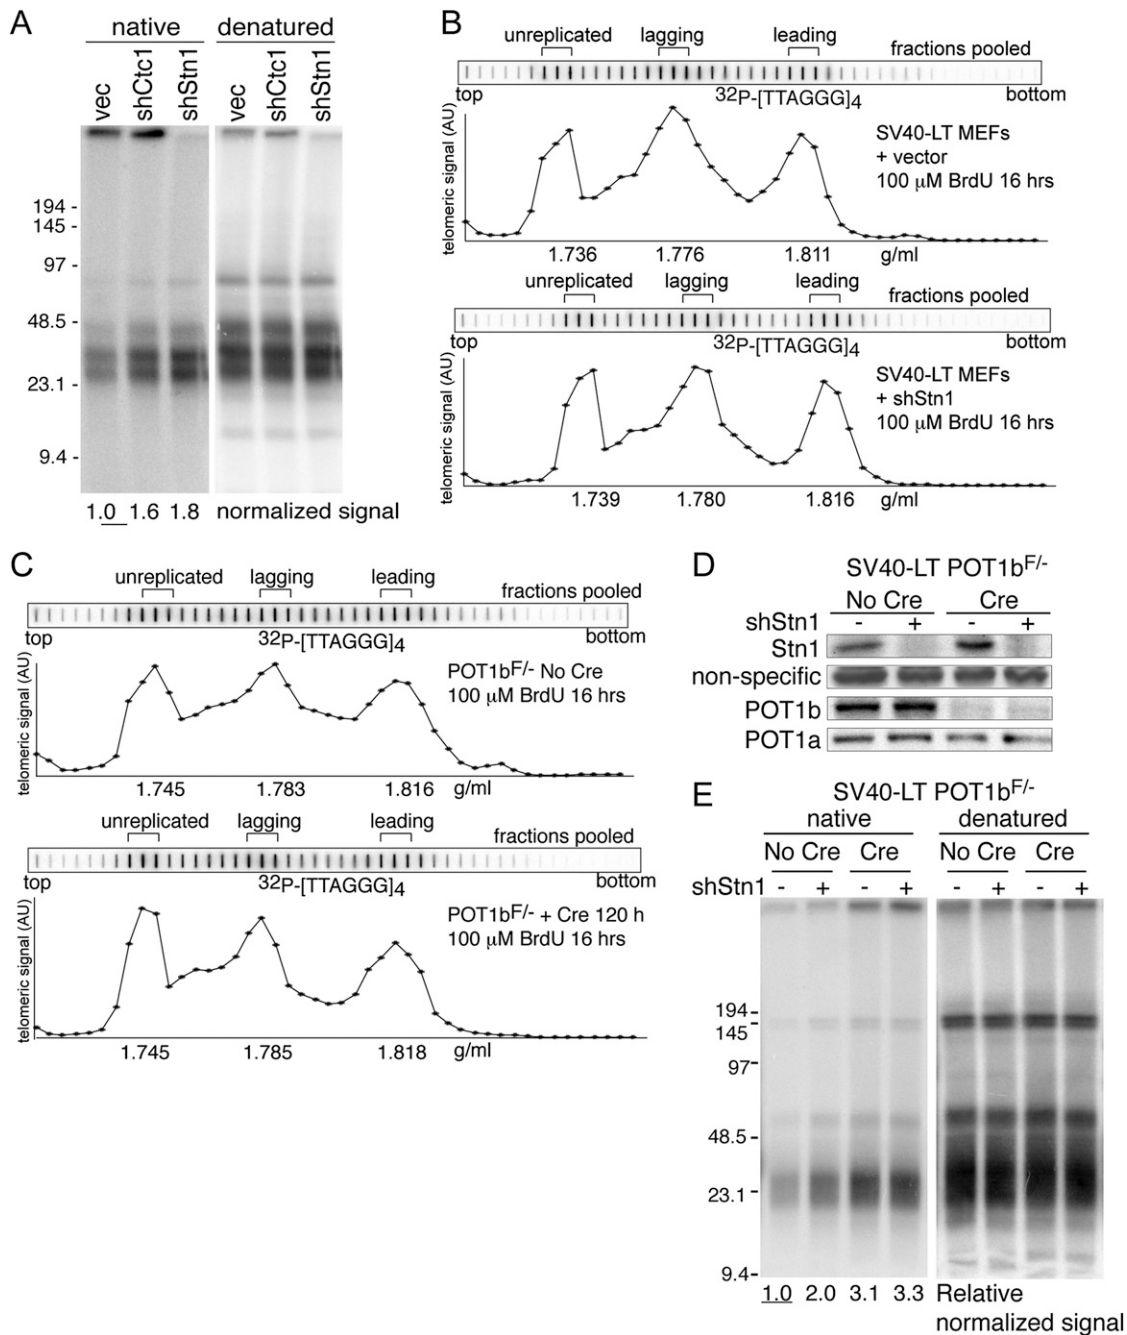 A
native denatured
vec shCtc1 shStn1 vec shCtc1 shStn1
194 -
145 -
97 -
48.5 -
23.1 -
9.4 -
1.0 1.6 1.8 normalized signal
B
unreplicated lagging leading fractions pooled
top 32P-[TTAGGG]4 bottom
telomeric signal (AU)
SV40-LT MEFs
+ vector
100 μM BrdU 16 hrs
1.736 1.776 1.811 g/ml
unreplicated lagging leading
fractions pooled
top 32P-[TTAGGG]4 bottom
telomeric signal (AU)
SV40-LT MEFs
+ shStn1
100 μM BrdU 16 hrs
1.739 1.780 1.816 g/ml
C
unreplicated lagging leading fractions pooled
top 32P-[TTAGGG]4 bottom
telomeric signal (AU)
POT1bF/- No Cre
100 μM BrdU 16 hrs
1.745 1.783 1.816 g/ml
unreplicated lagging leading
fractions pooled
top 32P-[TTAGGG]4 bottom
telomeric signal (AU)
POT1bF/- + Cre 120 h
100 μM BrdU 16 hrs
1.745 1.785 1.818 g/ml
D
SV40-LT POT1bF/-
No Cre Cre
shStn1 - + - +
Stn1
non-specific
POT1b
POT1a
E
SV40-LT POT1bF/-
native denatured
No Cre Cre No Cre Cre
shStn1 - + - + - + - +
194 -
145 -
97 -
48.5 -
23.1 -
9.4 -
1.0 2.0 3.1 3.3 Relative
normalized signal